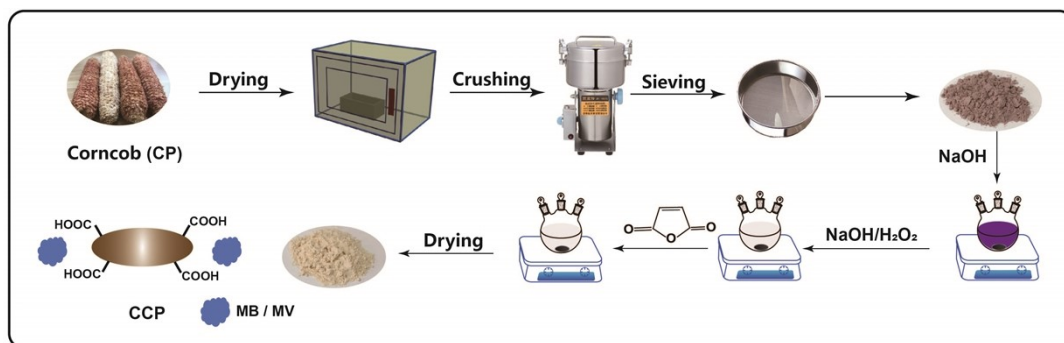 Drying
Crushing
Sieving
Corncob (CP)
NaOH
NaOH/H₂O₂
O
O
O
Drying
HOOC
COOH
HOOC
COOH
CCP
MB / MV